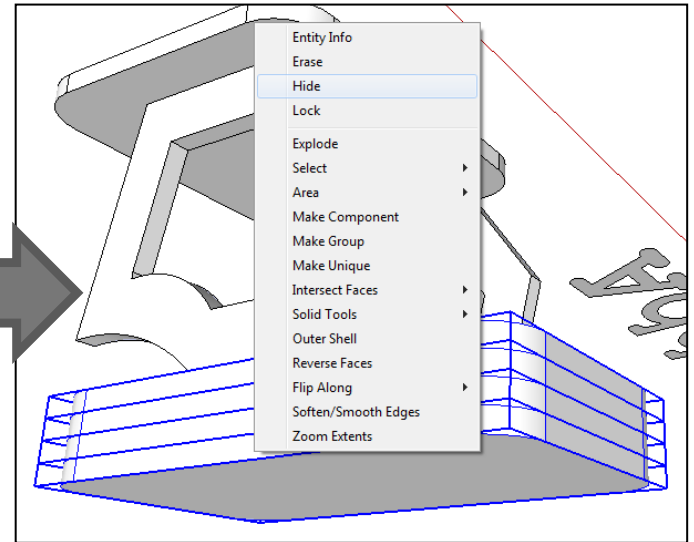 Entity Info
Erase
Hide
Lock
Explode
Select
Area
Make Component
Make Group
Make Unique
Intersect Faces
Solid Tools
Outer Shell
Reverse Faces
Flip Along
Soften/Smooth Edges
Zoom Extents